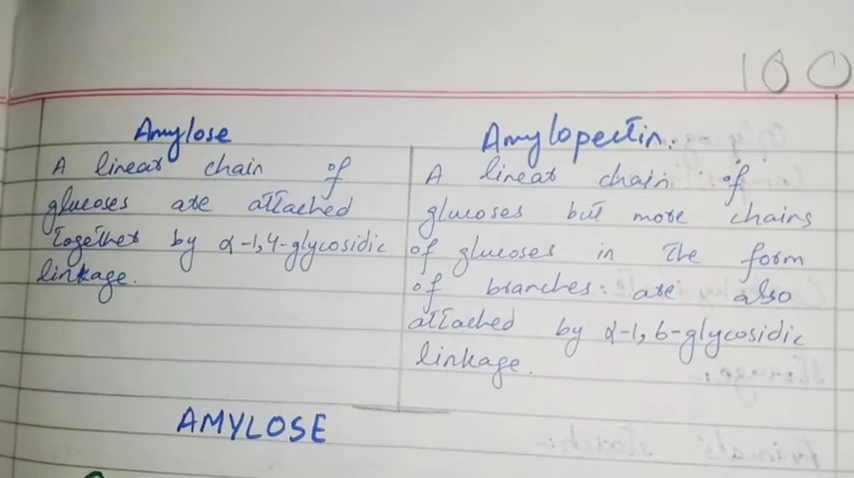 100
Amylose
A linear chain of
glucoses are attached
together by α-1,4-glycosidic
linkage.
Amylopectin.
A linear chain of
glucoses but more chains
of glucoses in the form
of branches are also
attached by α-1,6-glycosidic
linkage.
AMYLOSE